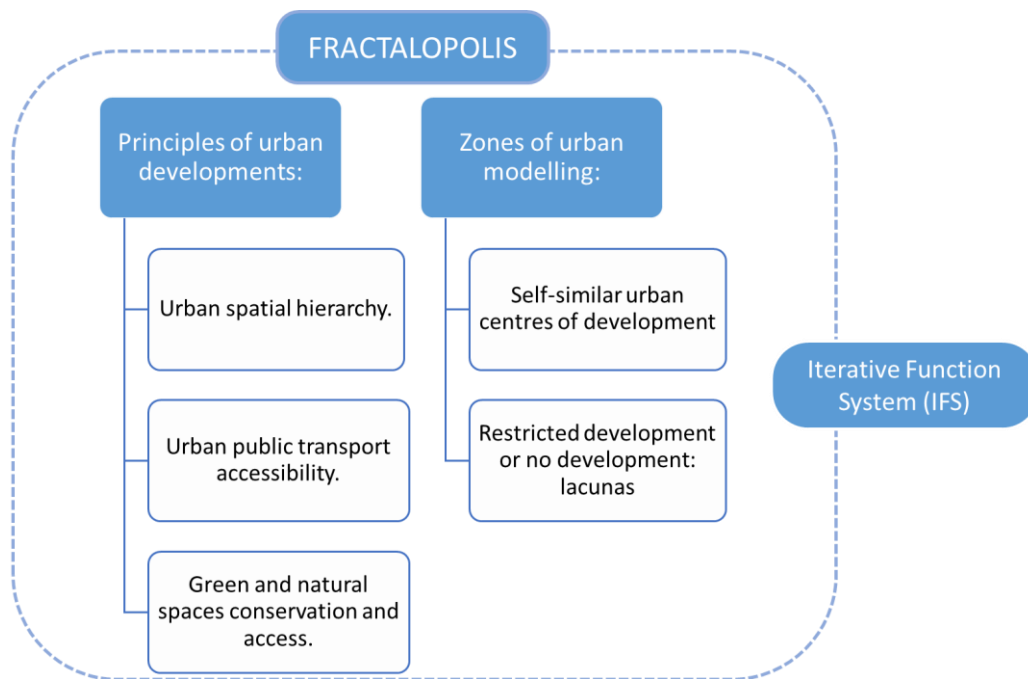 FRACTALOPOLIS
Principles of urban
developments:
Urban spatial hierarchy.
Urban public transport
accessibility.
Green and natural
spaces conservation and
access.
Zones of urban
modelling:
Self-similar urban
centres of development
Restricted development
or no development:
lacunas
Iterative Function
System (IFS)